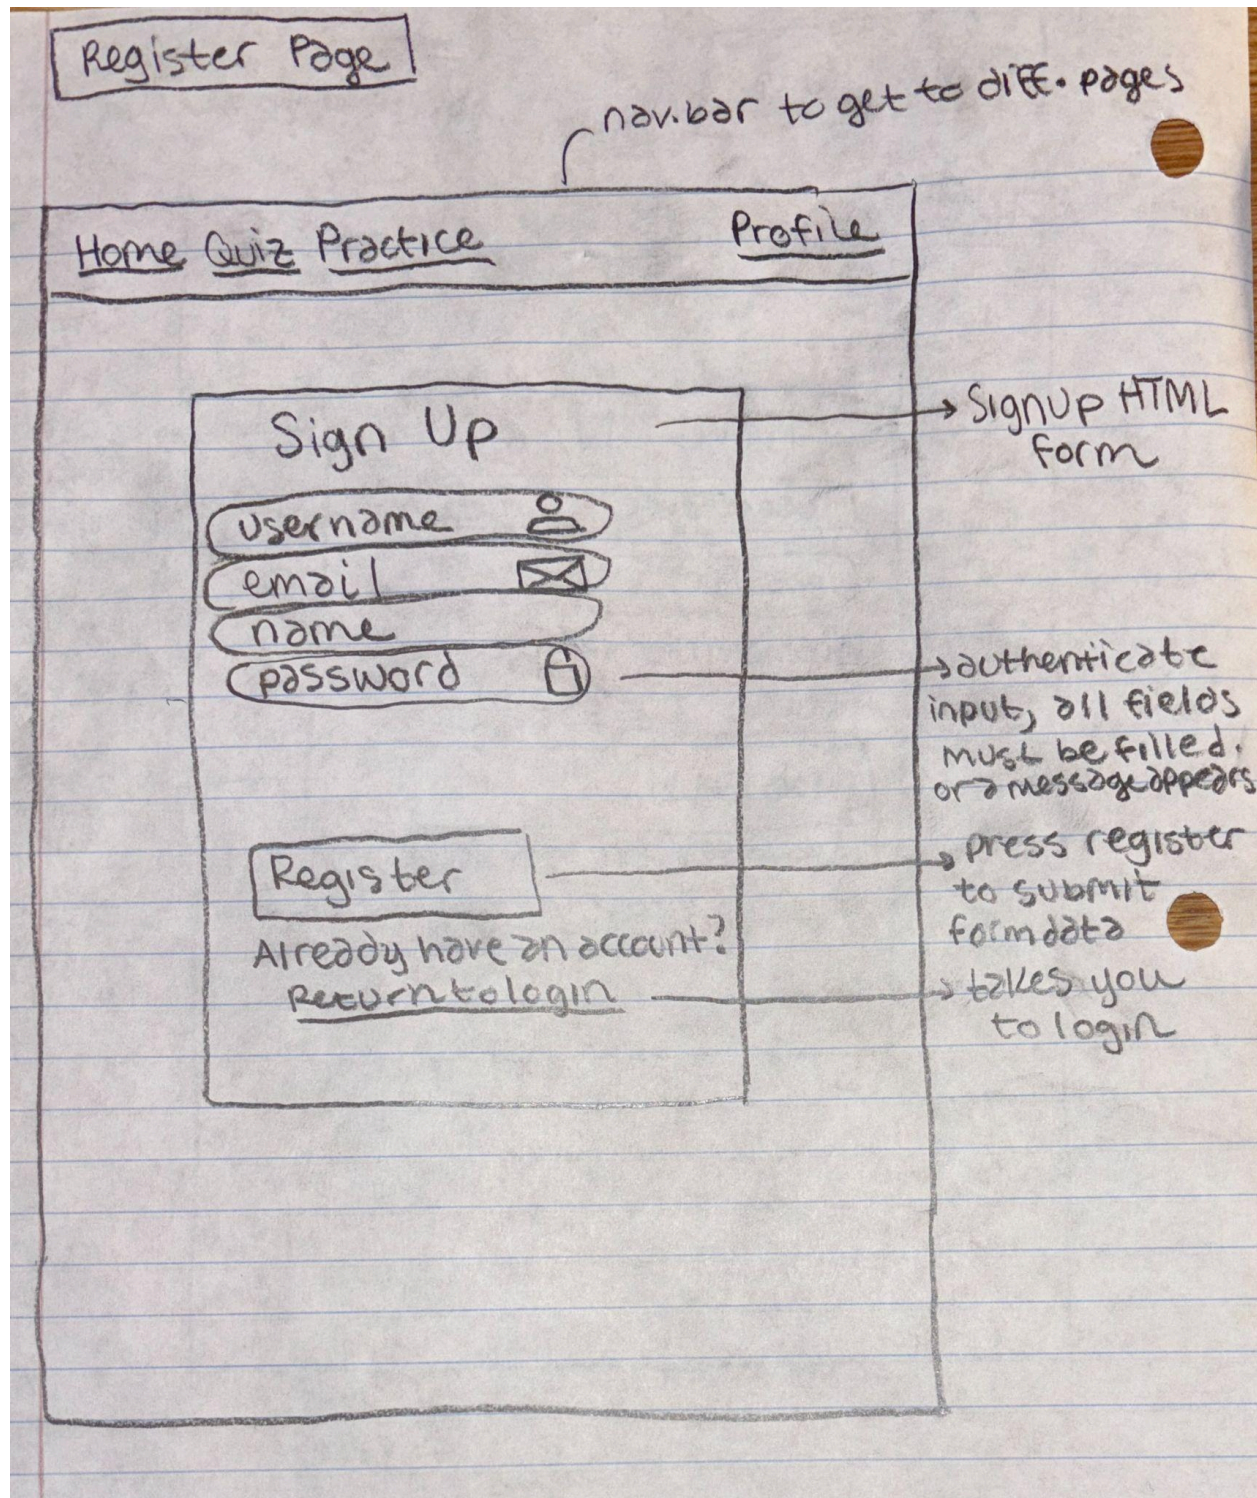 Register Page
nav.bar to get to diff. pages
Home Quiz Practice Profile
Sign Up
Signup HTML
form
username
email
name
password
authenticate
input, all fields
must be filled.
or a message appears
Register
press register
to submit
form data
Already have an account?
Return to login
takes you
to login